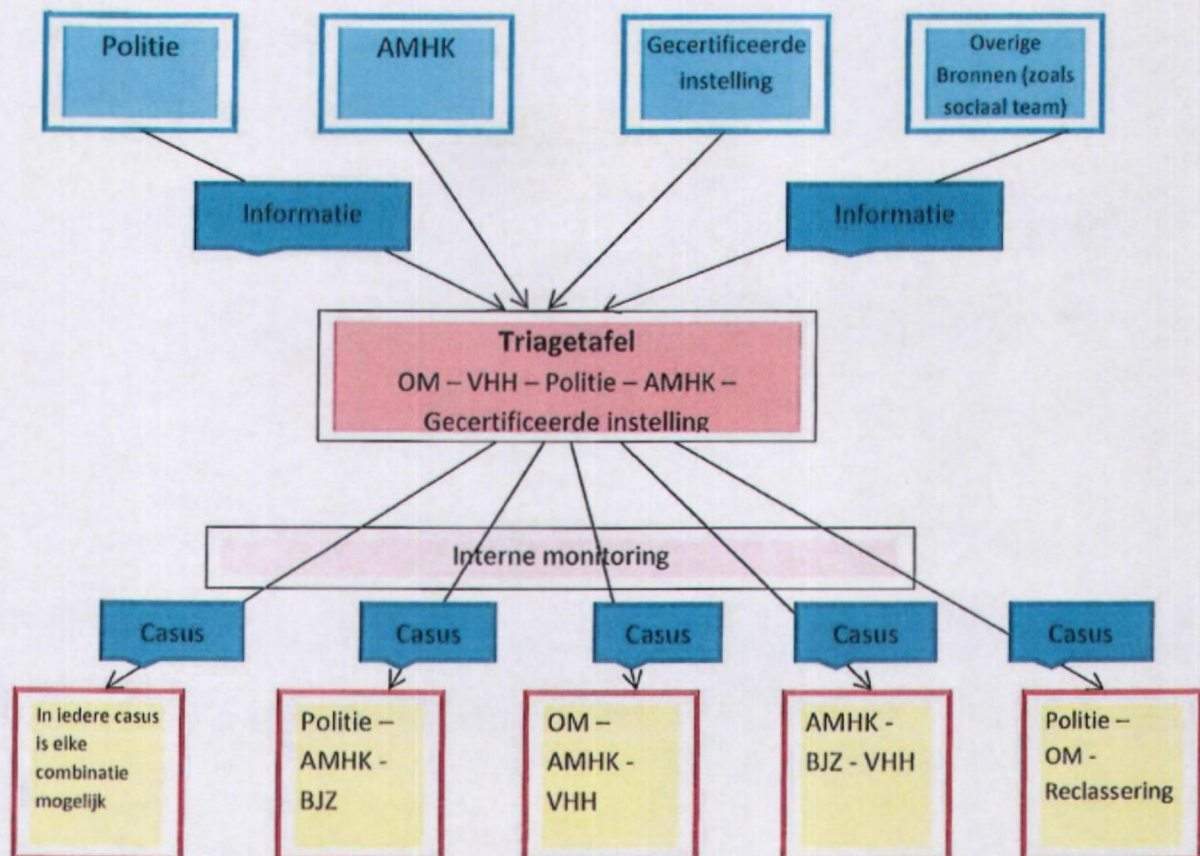 Politie
AMHK
Gecertificeerde
instelling
Overige
Bronnen (zoals
sociaal team)
Informatie
Informatie
Triagetafel
OM – VHH – Politie – AMHK –
Gecertificeerde instelling
Interne monitoring
Casus
Casus
Casus
Casus
Casus
In iedere casus
is elke
combinatie
mogelijk
Politie –
AMHK -
BJZ
OM –
AMHK -
VHH
AMHK -
BJZ - VHH
Politie –
OM -
Reclassering